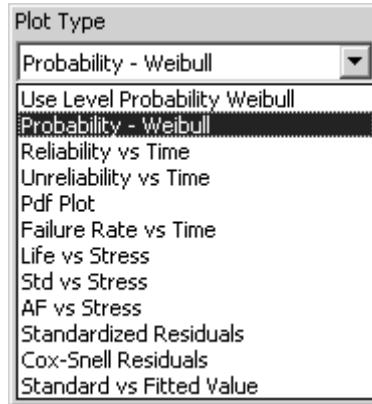 Plot Type
Probability - Weibull
Use Level Probability Weibull
Probability - Weibull
Reliability vs Time
Unreliability vs Time
Pdf Plot
Failure Rate vs Time
Life vs Stress
Std vs Stress
AF vs Stress
Standardized Residuals
Cox-Snell Residuals
Standard vs Fitted Value